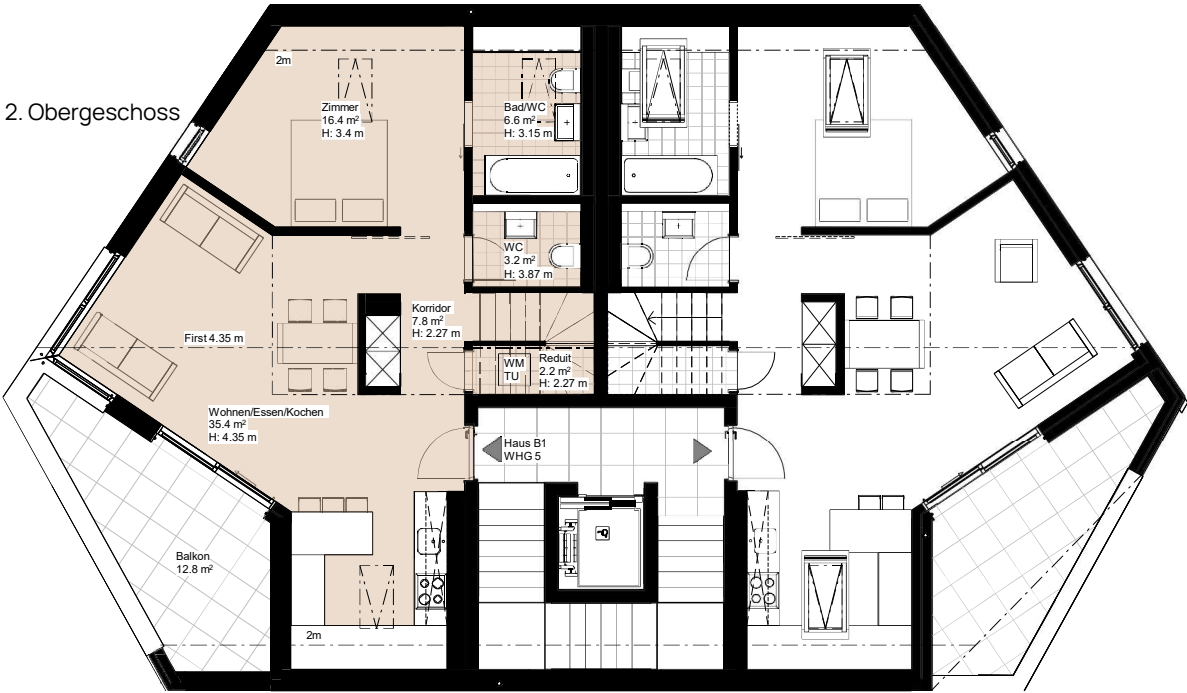 2m
2. Obergeschoss
Zimmer
16.4 m²
H: 3.4 m
Bad/WC
6.6 m²
H: 3.15 m
WC
3.2 m²
H: 3.87 m
Korridor
7.8 m²
H: 2.27 m
First 4.35 m
WM
TU
Reduit
2.2 m²
H: 2.27 m
Wohnen/Essen/Kochen
35.4 m²
H: 4.35 m
Haus B1
WHG 5
Balkon
12.8 m²
2m